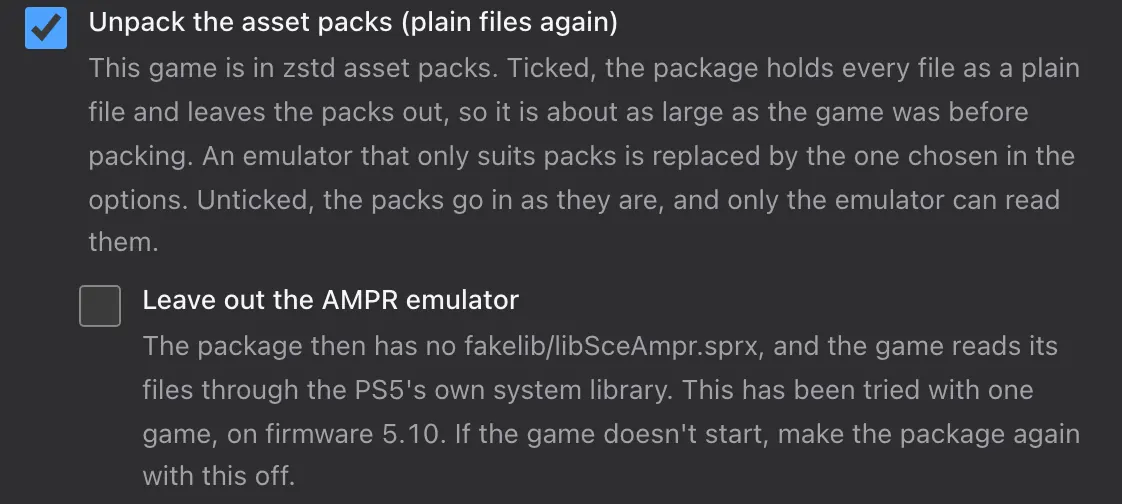 Unpack the asset packs (plain files again)
This game is in zstd asset packs. Ticked, the package holds every file as a plain
file and leaves the packs out, so it is about as large as the game was before
packing. An emulator that only suits packs is replaced by the one chosen in the
options. Unticked, the packs go in as they are, and only the emulator can read
them.
Leave out the AMPR emulator
The package then has no fakelib/libSceAmpr.sprx, and the game reads its
files through the PS5's own system library. This has been tried with one
game, on firmware 5.10. If the game doesn't start, make the package again
with this off.